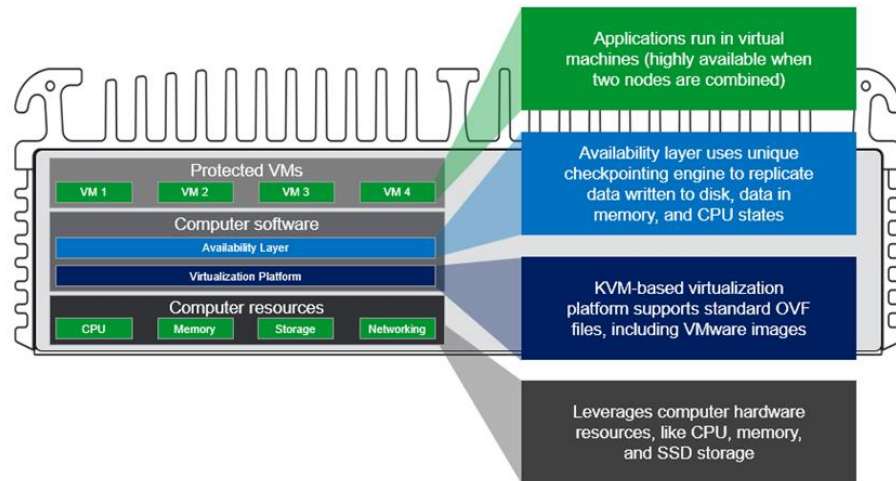 Applications run in virtual
machines (highly available when
two nodes are combined)
Protected VMs
VM 1
VM 2
VM 3
VM 4
Availability layer uses unique
checkpointing engine to replicate
data written to disk, data in
memory, and CPU states
Computer software
Availability Layer
Virtualization Platform
KVM-based virtualization
platform supports standard OVF
files, including VMware images
Computer resources
CPU
Memory
Storage
Networking
Leverages computer hardware
resources, like CPU, memory,
and SSD storage